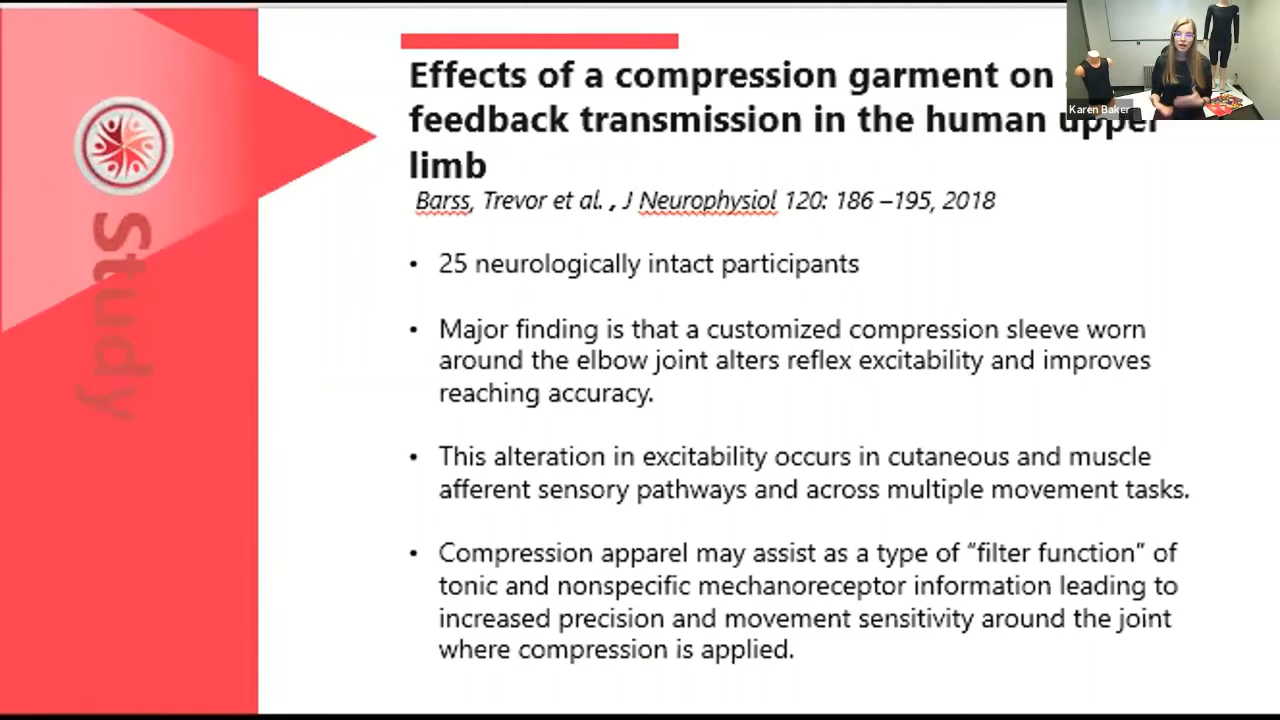 Effects of a compression garment on
feedback transmission in the human upper
limb
Barss, Trevor et al. , J Neurophysiol 120: 186 –195, 2018
• 25 neurologically intact participants
• Major finding is that a customized compression sleeve worn
around the elbow joint alters reflex excitability and improves
reaching accuracy.
• This alteration in excitability occurs in cutaneous and muscle
afferent sensory pathways and across multiple movement tasks.
• Compression apparel may assist as a type of “filter function” of
tonic and nonspecific mechanoreceptor information leading to
increased precision and movement sensitivity around the joint
where compression is applied.
Study
Karen Baker